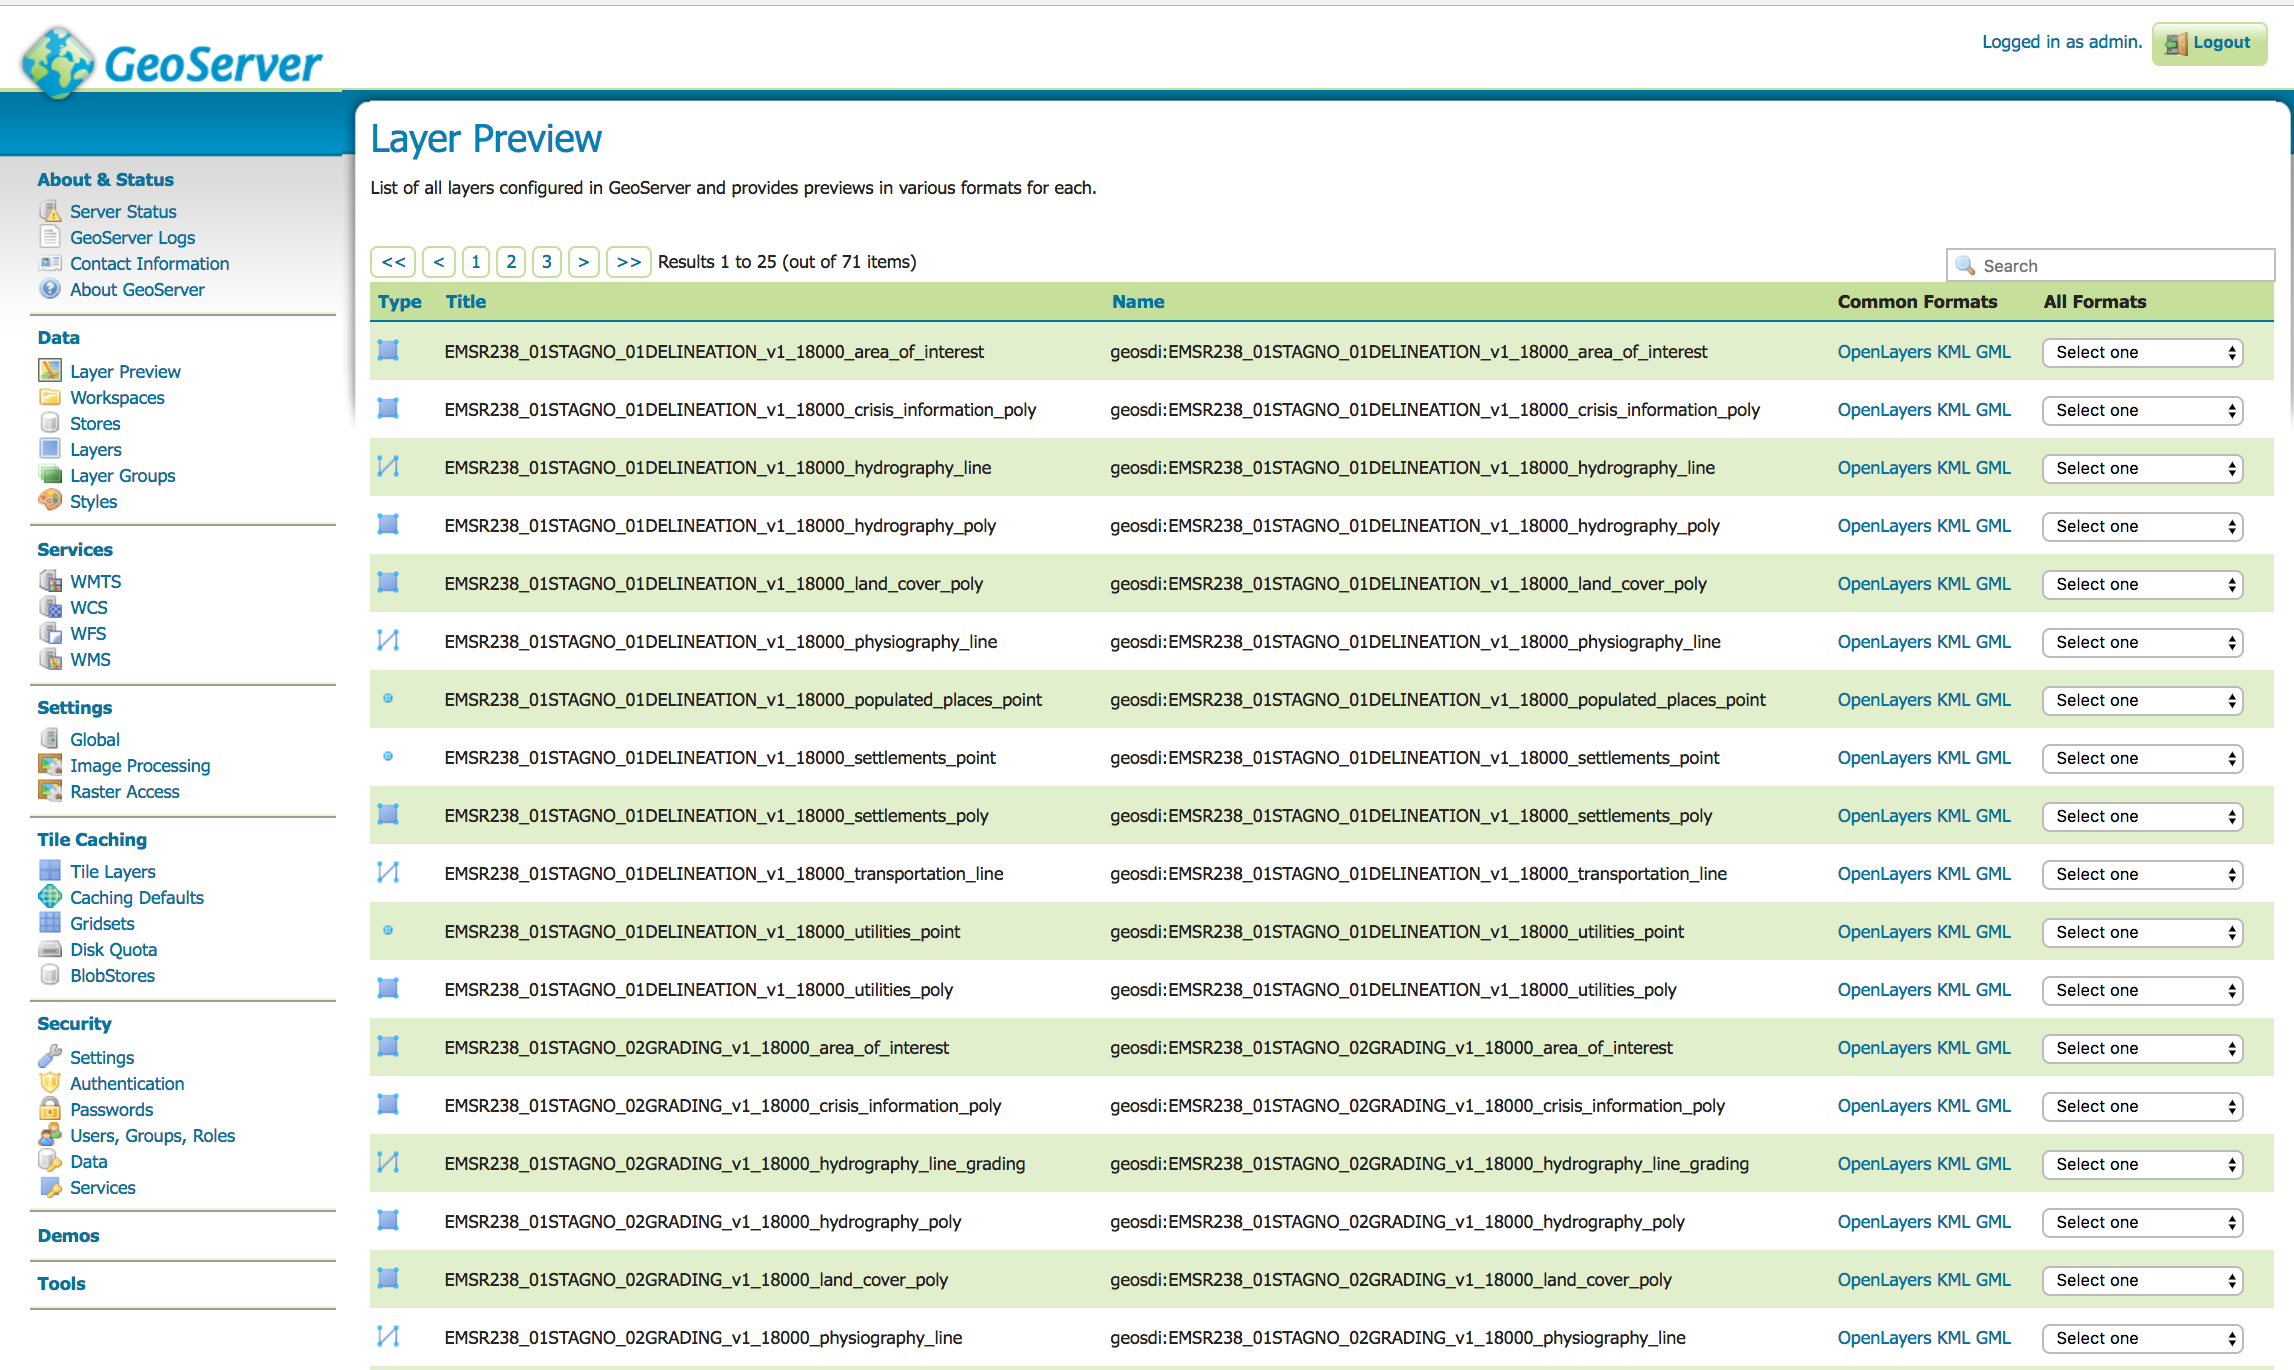 GeoServer
Logged in as admin. Logout
About & Status
Server Status
GeoServer Logs
Contact Information
About GeoServer
Data
Layer Preview
Workspaces
Stores
Layers
Layer Groups
Styles
Services
WMTS
WCS
WFS
WMS
Settings
Global
Image Processing
Raster Access
Tile Caching
Tile Layers
Caching Defaults
Gridsets
Disk Quota
BlobStores
Security
Settings
Authentication
Passwords
Users, Groups, Roles
Data
Services
Demos
Tools
Layer Preview
List of all layers configured in GeoServer and provides previews in various formats for each.
<< < 1 2 3 > >> Results 1 to 25 (out of 71 items) Search
Type Title Name Common Formats All Formats
EMSR238_01STAGNO_01DELINEATION_v1_18000_area_of_interest geosdi:EMSR238_01STAGNO_01DELINEATION_v1_18000_area_of_interest OpenLayers KML GML Select one
EMSR238_01STAGNO_01DELINEATION_v1_18000_crisis_information_poly geosdi:EMSR238_01STAGNO_01DELINEATION_v1_18000_crisis_information_poly OpenLayers KML GML Select one
EMSR238_01STAGNO_01DELINEATION_v1_18000_hydrography_line geosdi:EMSR238_01STAGNO_01DELINEATION_v1_18000_hydrography_line OpenLayers KML GML Select one
EMSR238_01STAGNO_01DELINEATION_v1_18000_hydrography_poly geosdi:EMSR238_01STAGNO_01DELINEATION_v1_18000_hydrography_poly OpenLayers KML GML Select one
EMSR238_01STAGNO_01DELINEATION_v1_18000_land_cover_poly geosdi:EMSR238_01STAGNO_01DELINEATION_v1_18000_land_cover_poly OpenLayers KML GML Select one
EMSR238_01STAGNO_01DELINEATION_v1_18000_physiography_line geosdi:EMSR238_01STAGNO_01DELINEATION_v1_18000_physiography_line OpenLayers KML GML Select one
EMSR238_01STAGNO_01DELINEATION_v1_18000_populated_places_point geosdi:EMSR238_01STAGNO_01DELINEATION_v1_18000_populated_places_point OpenLayers KML GML Select one
EMSR238_01STAGNO_01DELINEATION_v1_18000_settlements_point geosdi:EMSR238_01STAGNO_01DELINEATION_v1_18000_settlements_point OpenLayers KML GML Select one
EMSR238_01STAGNO_01DELINEATION_v1_18000_settlements_poly geosdi:EMSR238_01STAGNO_01DELINEATION_v1_18000_settlements_poly OpenLayers KML GML Select one
EMSR238_01STAGNO_01DELINEATION_v1_18000_transportation_line geosdi:EMSR238_01STAGNO_01DELINEATION_v1_18000_transportation_line OpenLayers KML GML Select one
EMSR238_01STAGNO_01DELINEATION_v1_18000_utilities_point geosdi:EMSR238_01STAGNO_01DELINEATION_v1_18000_utilities_point OpenLayers KML GML Select one
EMSR238_01STAGNO_01DELINEATION_v1_18000_utilities_poly geosdi:EMSR238_01STAGNO_01DELINEATION_v1_18000_utilities_poly OpenLayers KML GML Select one
EMSR238_01STAGNO_02GRADING_v1_18000_area_of_interest geosdi:EMSR238_01STAGNO_02GRADING_v1_18000_area_of_interest OpenLayers KML GML Select one
EMSR238_01STAGNO_02GRADING_v1_18000_crisis_information_poly geosdi:EMSR238_01STAGNO_02GRADING_v1_18000_crisis_information_poly OpenLayers KML GML Select one
EMSR238_01STAGNO_02GRADING_v1_18000_hydrography_line_grading geosdi:EMSR238_01STAGNO_02GRADING_v1_18000_hydrography_line_grading OpenLayers KML GML Select one
EMSR238_01STAGNO_02GRADING_v1_18000_hydrography_poly geosdi:EMSR238_01STAGNO_02GRADING_v1_18000_hydrography_poly OpenLayers KML GML Select one
EMSR238_01STAGNO_02GRADING_v1_18000_land_cover_poly geosdi:EMSR238_01STAGNO_02GRADING_v1_18000_land_cover_poly OpenLayers KML GML Select one
EMSR238_01STAGNO_02GRADING_v1_18000_physiography_line geosdi:EMSR238_01STAGNO_02GRADING_v1_18000_physiography_line OpenLayers KML GML Select one